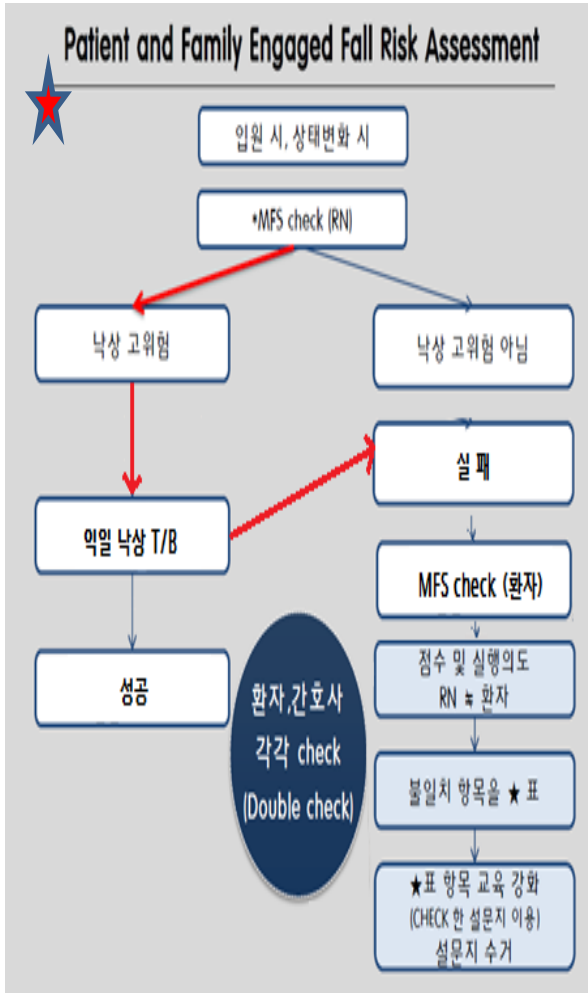 Patient and Family Engaged Fall Risk Assessment
입원 시, 상태변화 시
*MFS check (RN)
낙상 고위험
낙상 고위험 아님
실 패
익일 낙상 T/B
MFS check (환자)
성공
환자,간호사
각각 check
(Double check)
점수 및 실행의도
RN ≒ 환자
불일치 항목을 ★ 표
★표 항목 교육 강화
(CHECK 한 설문지 이용)
설문지 수거